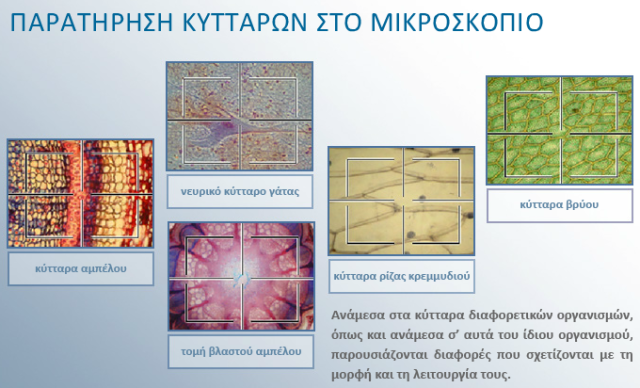 ΠΑΡΑΤΗΡΗΣΗ ΚΥΤΤΑΡΩΝ ΣΤΟ ΜΙΚΡΟΣΚΟΠΙΟ
νευρικό κύτταρο γάτας
κύτταρα βρύου
κύτταρα αμπέλου
κύτταρα ρίζας κρεμμυδιού
τομή βλαστού αμπέλου
Ανάμεσα στα κύτταρα διαφορετικών οργανισμών,
όπως και ανάμεσα σ' αυτά του ίδιου οργανισμού,
παρουσιάζονται διαφορές που σχετίζονται με τη
μορφή και τη λειτουργία τους.